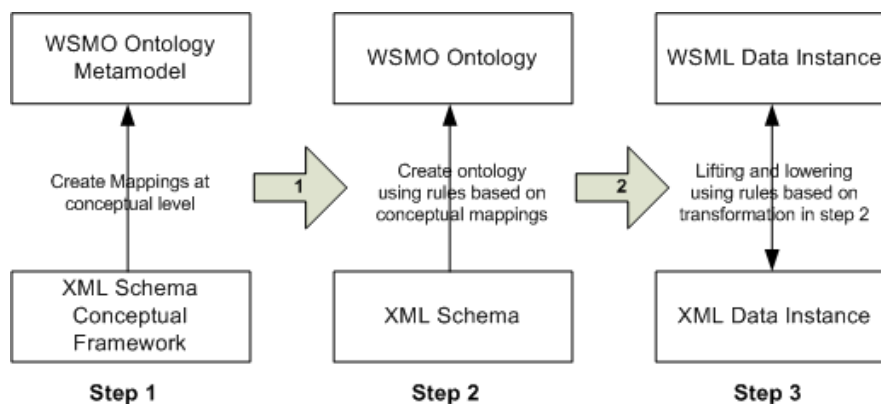 WSMO Ontology
Metamodel
Create Mappings at
conceptual level
XML Schema
Conceptual
Framework
Step 1
1
WSMO Ontology
Create ontology
using rules based on
conceptual mappings
XML Schema
Step 2
2
WSML Data Instance
Lifting and lowering
using rules based on
transformation in step 2
XML Data Instance
Step 3